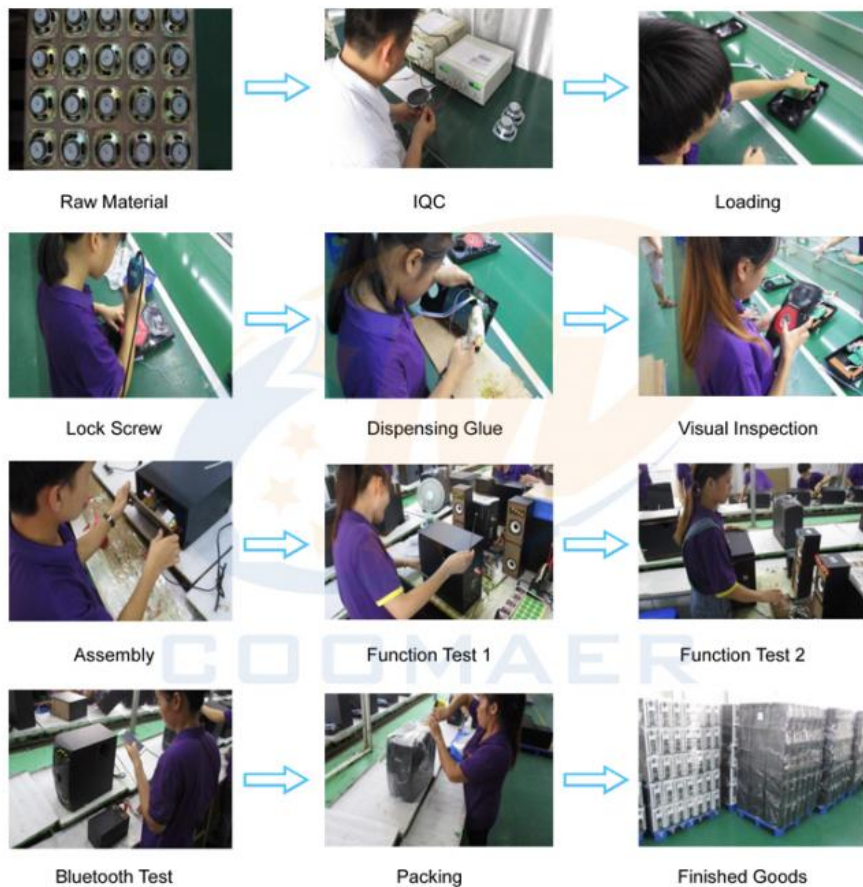 Raw Material
IQC
Loading
Lock Screw
Dispensing Glue
Visual Inspection
Assembly
Function Test 1
Function Test 2
COOMAER
Bluetooth Test
Packing
Finished Goods